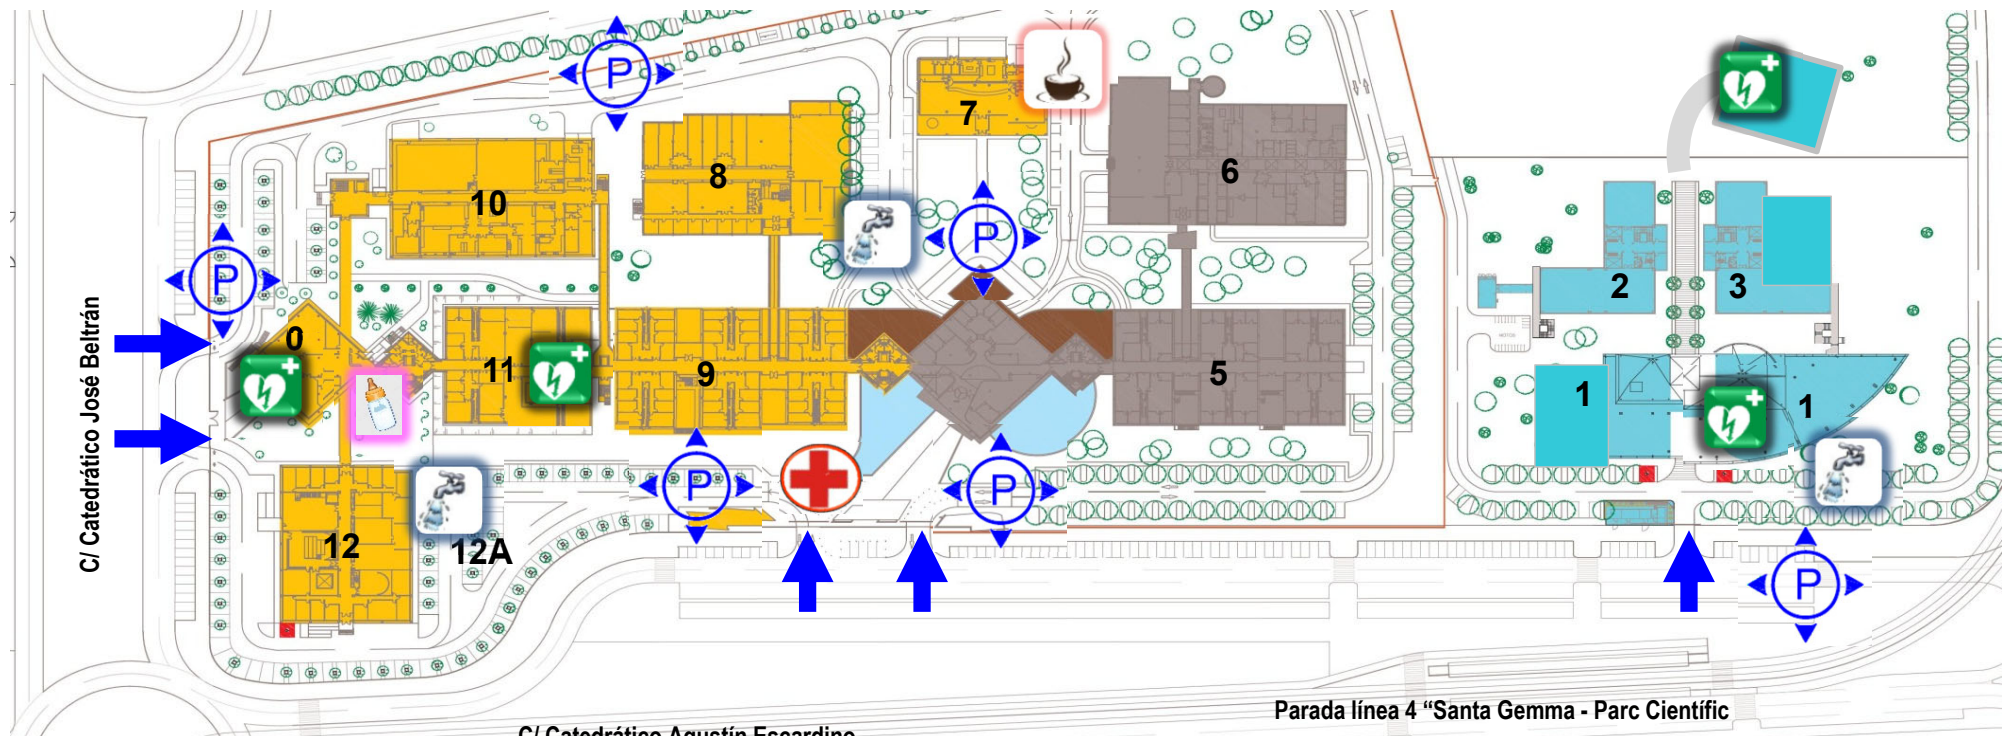 P
7
6
8
10
P
P
P
2
3
0
11
9
5
1
1
P
P
12
12A
P
C/ Catedrático José Beltrán
Parada línea 4 “Santa Gemma - Parc Científic
C/ Catedrático Agustín Escardino